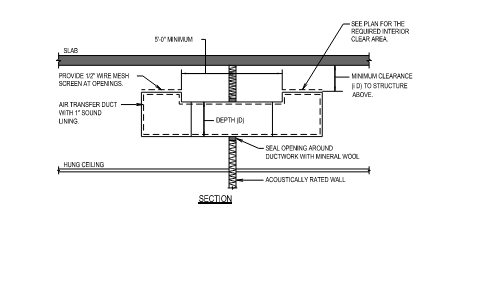 SEE PLAN FOR THE
REQUIRED INTERIOR
CLEAR AREA.
5'-0" MINIMUM
SLAB
PROVIDE 1/2" WIRE MESH
SCREEN AT OPENINGS.
MINIMUM CLEARANCE
(D) TO STRUCTURE
ABOVE.
AIR TRANSFER DUCT
WITH 1" SOUND
LINING.
DEPTH (D)
SEAL OPENING AROUND
DUCTWORK WITH MINERAL WOOL
HUNG CEILING
ACOUSTICALLY RATED WALL
SECTION